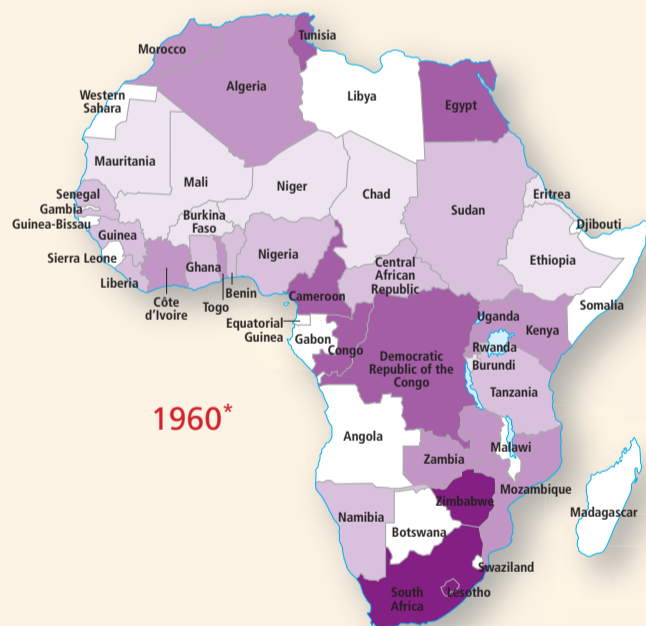 Tunisia
Morocco
Algeria
Libya
Egypt
Western
Sahara
Mauritania
Mali
Niger
Chad
Sudan
Eritrea
Djibouti
Senegal
Gambia
Guinea-Bissau
Guinea
Burkina
Faso
Sierra Leone
Liberia
Côte
d'Ivoire
Ghana
Togo
Benin
Nigeria
Cameroon
Central
African
Republic
Ethiopia
Somalia
Equatorial
Guinea
Gabon
Congo
Democratic
Republic of the
Congo
Uganda
Kenya
Rwanda
Burundi
Tanzania
1960*
Angola
Zambia
Malawi
Mozambique
Zimbabwe
Madagascar
Namibia
Botswana
Swaziland
South
Africa
Lesotho